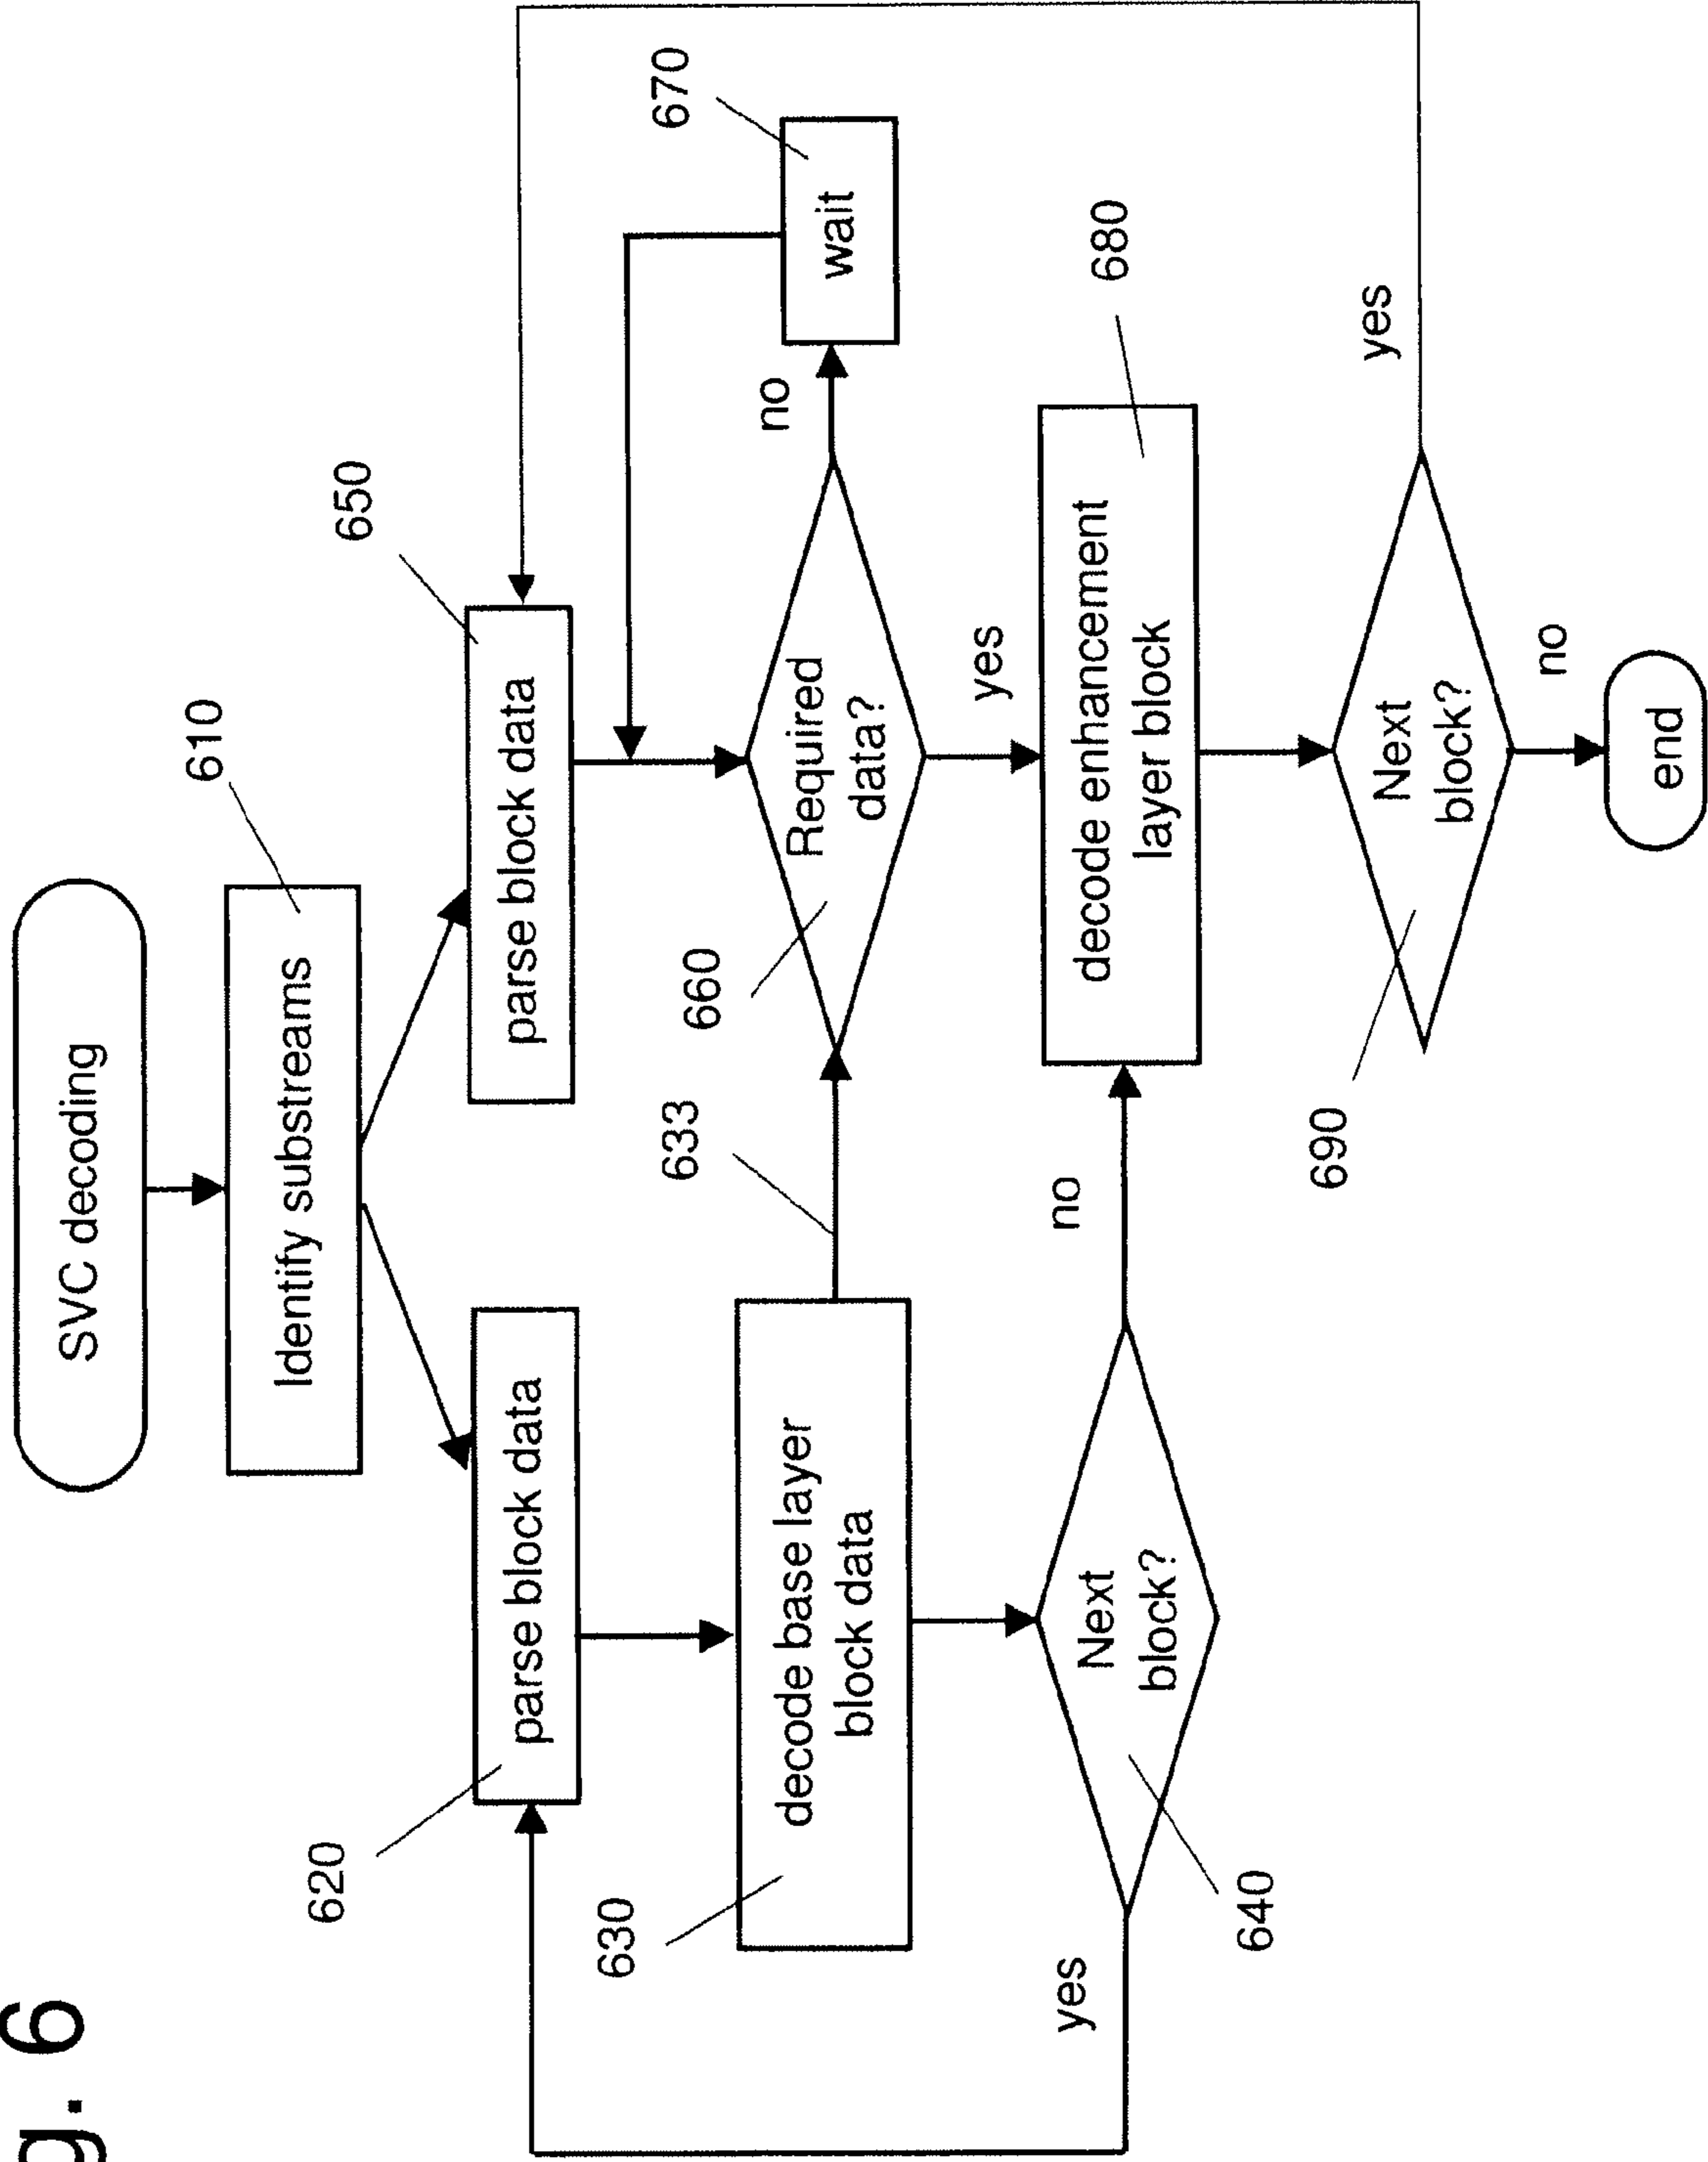 g. 6
SVC decoding
610
Identify substreams
620
parse block data
650
parse block data
630
decode base layer
block data
633
660
Required
data?
no
670
wait
yes
640
Next
block?
yes
no
680
decode enhancement
layer block
690
Next
block?
yes
no
end